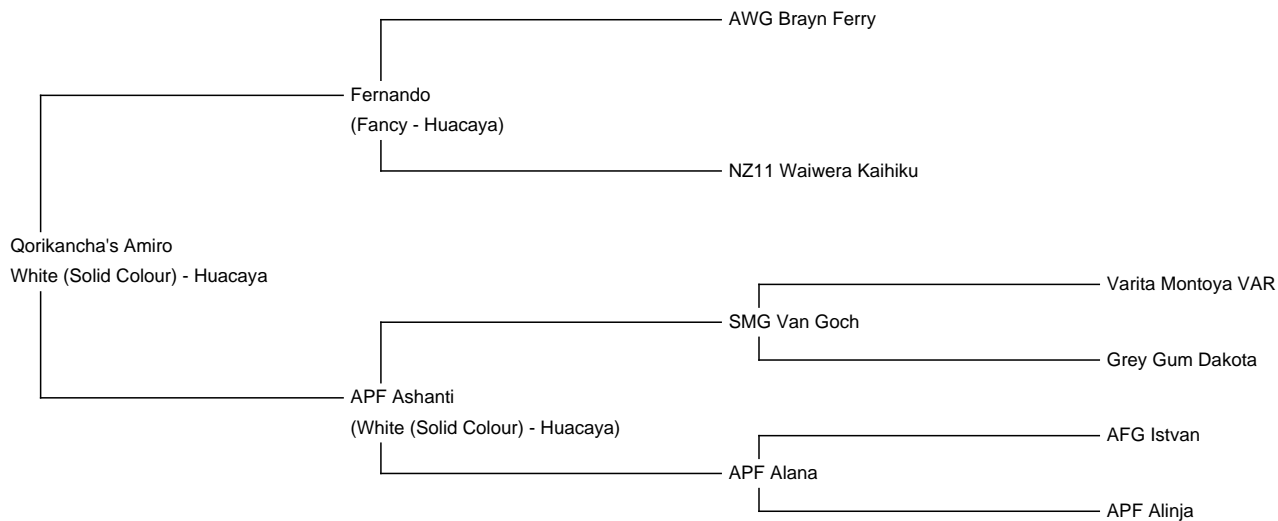 AWG Brayn Ferry
Fernando
(Fancy - Huacaya)
NZ11 Waiwera Kaihiku
Qorikancha's Amiro
White (Solid Colour) - Huacaya
Varita Montoya VAR
SMG Van Goch
Grey Gum Dakota
APF Ashanti
(White (Solid Colour) - Huacaya)
AFG Istvan
APF Alana
APF Alinja